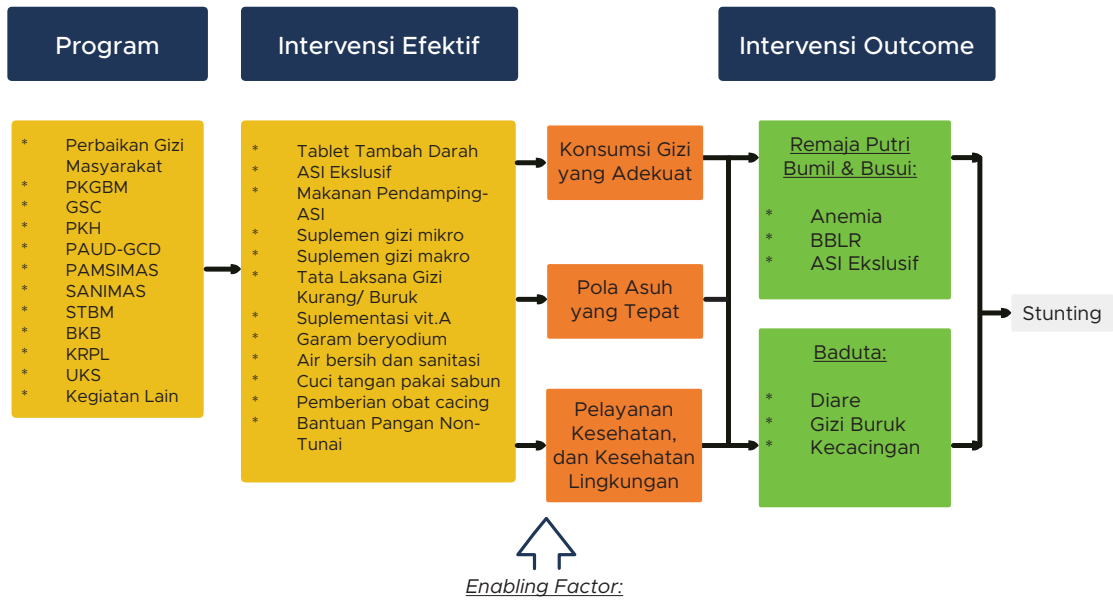 Program
Intervensi Efektif
Intervensi Outcome
* Perbaikan Gizi
Masyarakat
* PKGBM
* GSC
* PKH
* PAUD-GCD
* PAMSIMAS
* SANIMAS
* STBM
* BKB
* KRPL
* UKS
* Kegiatan Lain
* Tablet Tambah Darah
* ASI Ekslusif
* Makanan Pendamping-
ASI
* Suplemen gizi mikro
* Suplemen gizi makro
* Tata Laksana Gizi
Kurang/ Buruk
* Suplementasi vit.A
* Garam beryodium
* Air bersih dan sanitasi
* Cuci tangan pakai sabun
* Pemberian obat cacing
* Bantuan Pangan Non-
Tunai
Konsumsi Gizi
yang Adekuat
Pola Asuh
yang Tepat
Pelayanan
Kesehatan,
dan Kesehatan
Lingkungan
Remaja Putri
Bumil & Busui:
* Anemia
* BBLR
* ASI Ekslusif
Baduta:
* Diare
* Gizi Buruk
* Kecacingan
Stunting
Enabling Factor: